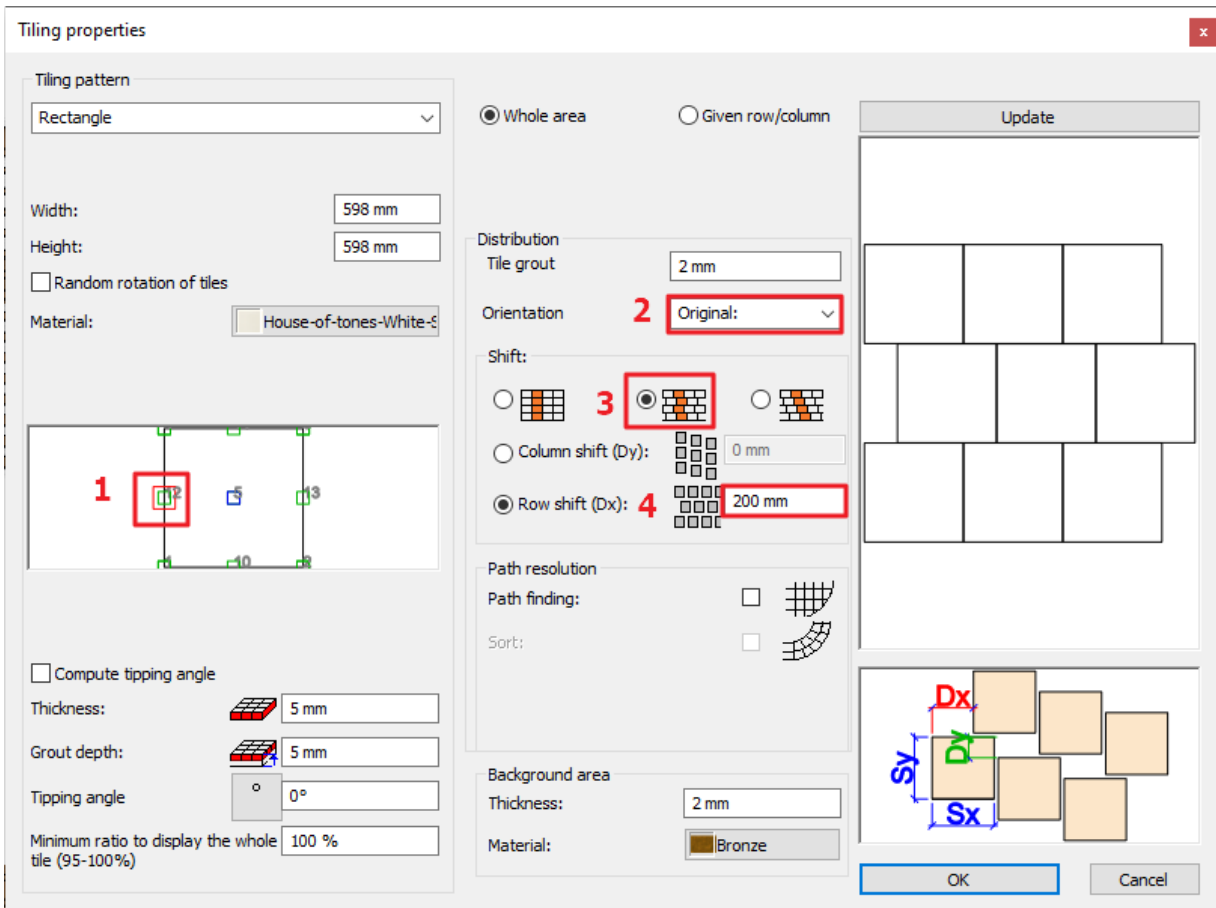 Tiling properties
x
Tiling pattern
Rectangle
Width:
598 mm
Height:
598 mm
Random rotation of tiles
Material:
House-of-tones-White-S
1
12
5
13
10
Compute tipping angle
Thickness:
5 mm
Grout depth:
5 mm
Tipping angle
°
0°
Minimum ratio to display the whole
tile (95-100%)
100 %
Whole area
Given row/column
Distribution
Tile grout
2 mm
Orientation
2
Original:
Shift:
3
Column shift (Dy):
0 mm
Row shift (Dx):
4
200 mm
Path resolution
Path finding:
Sort:
Background area
Thickness:
2 mm
Material:
Bronze
Update
Dx
Dy
Sy
Sx
OK
Cancel